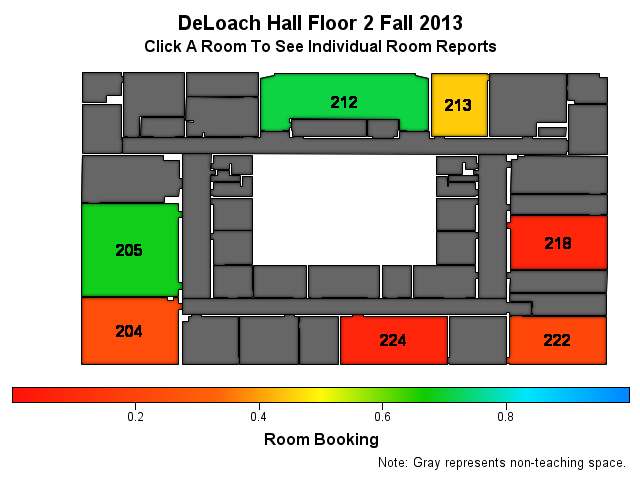 DeLoach Hall Floor 2 Fall 2013
Click A Room To See Individual Room Reports
212
213
205
218
204
224
222
0.2 0.4 0.6 0.8
Room Booking
Note: Gray represents non-teaching space.